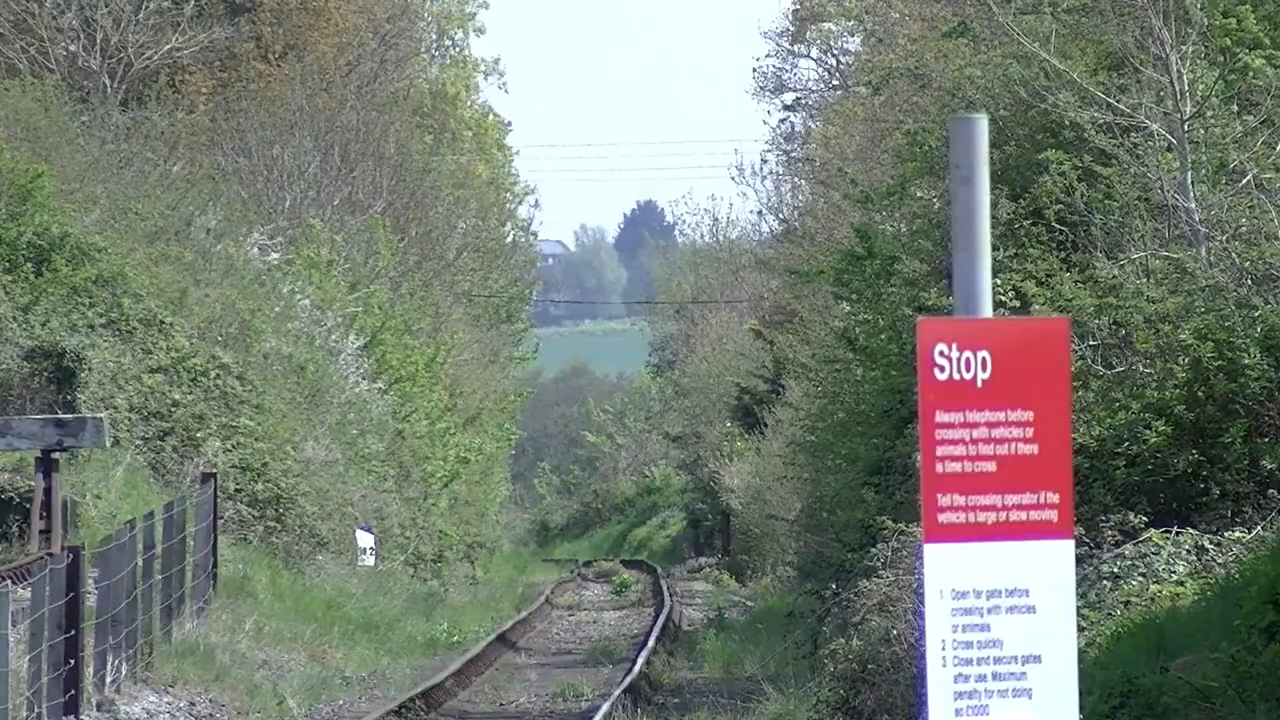 Stop
Always telephone before
crossing with vehicles or
animals to find out if there
is time to cross
Tell the crossing operator if the
vehicle is large or slow moving
1 Open far gate before
crossing with vehicles
or animals
2 Cross quickly
3 Close and secure gates
after use. Maximum
penalty for not doing
so £1000